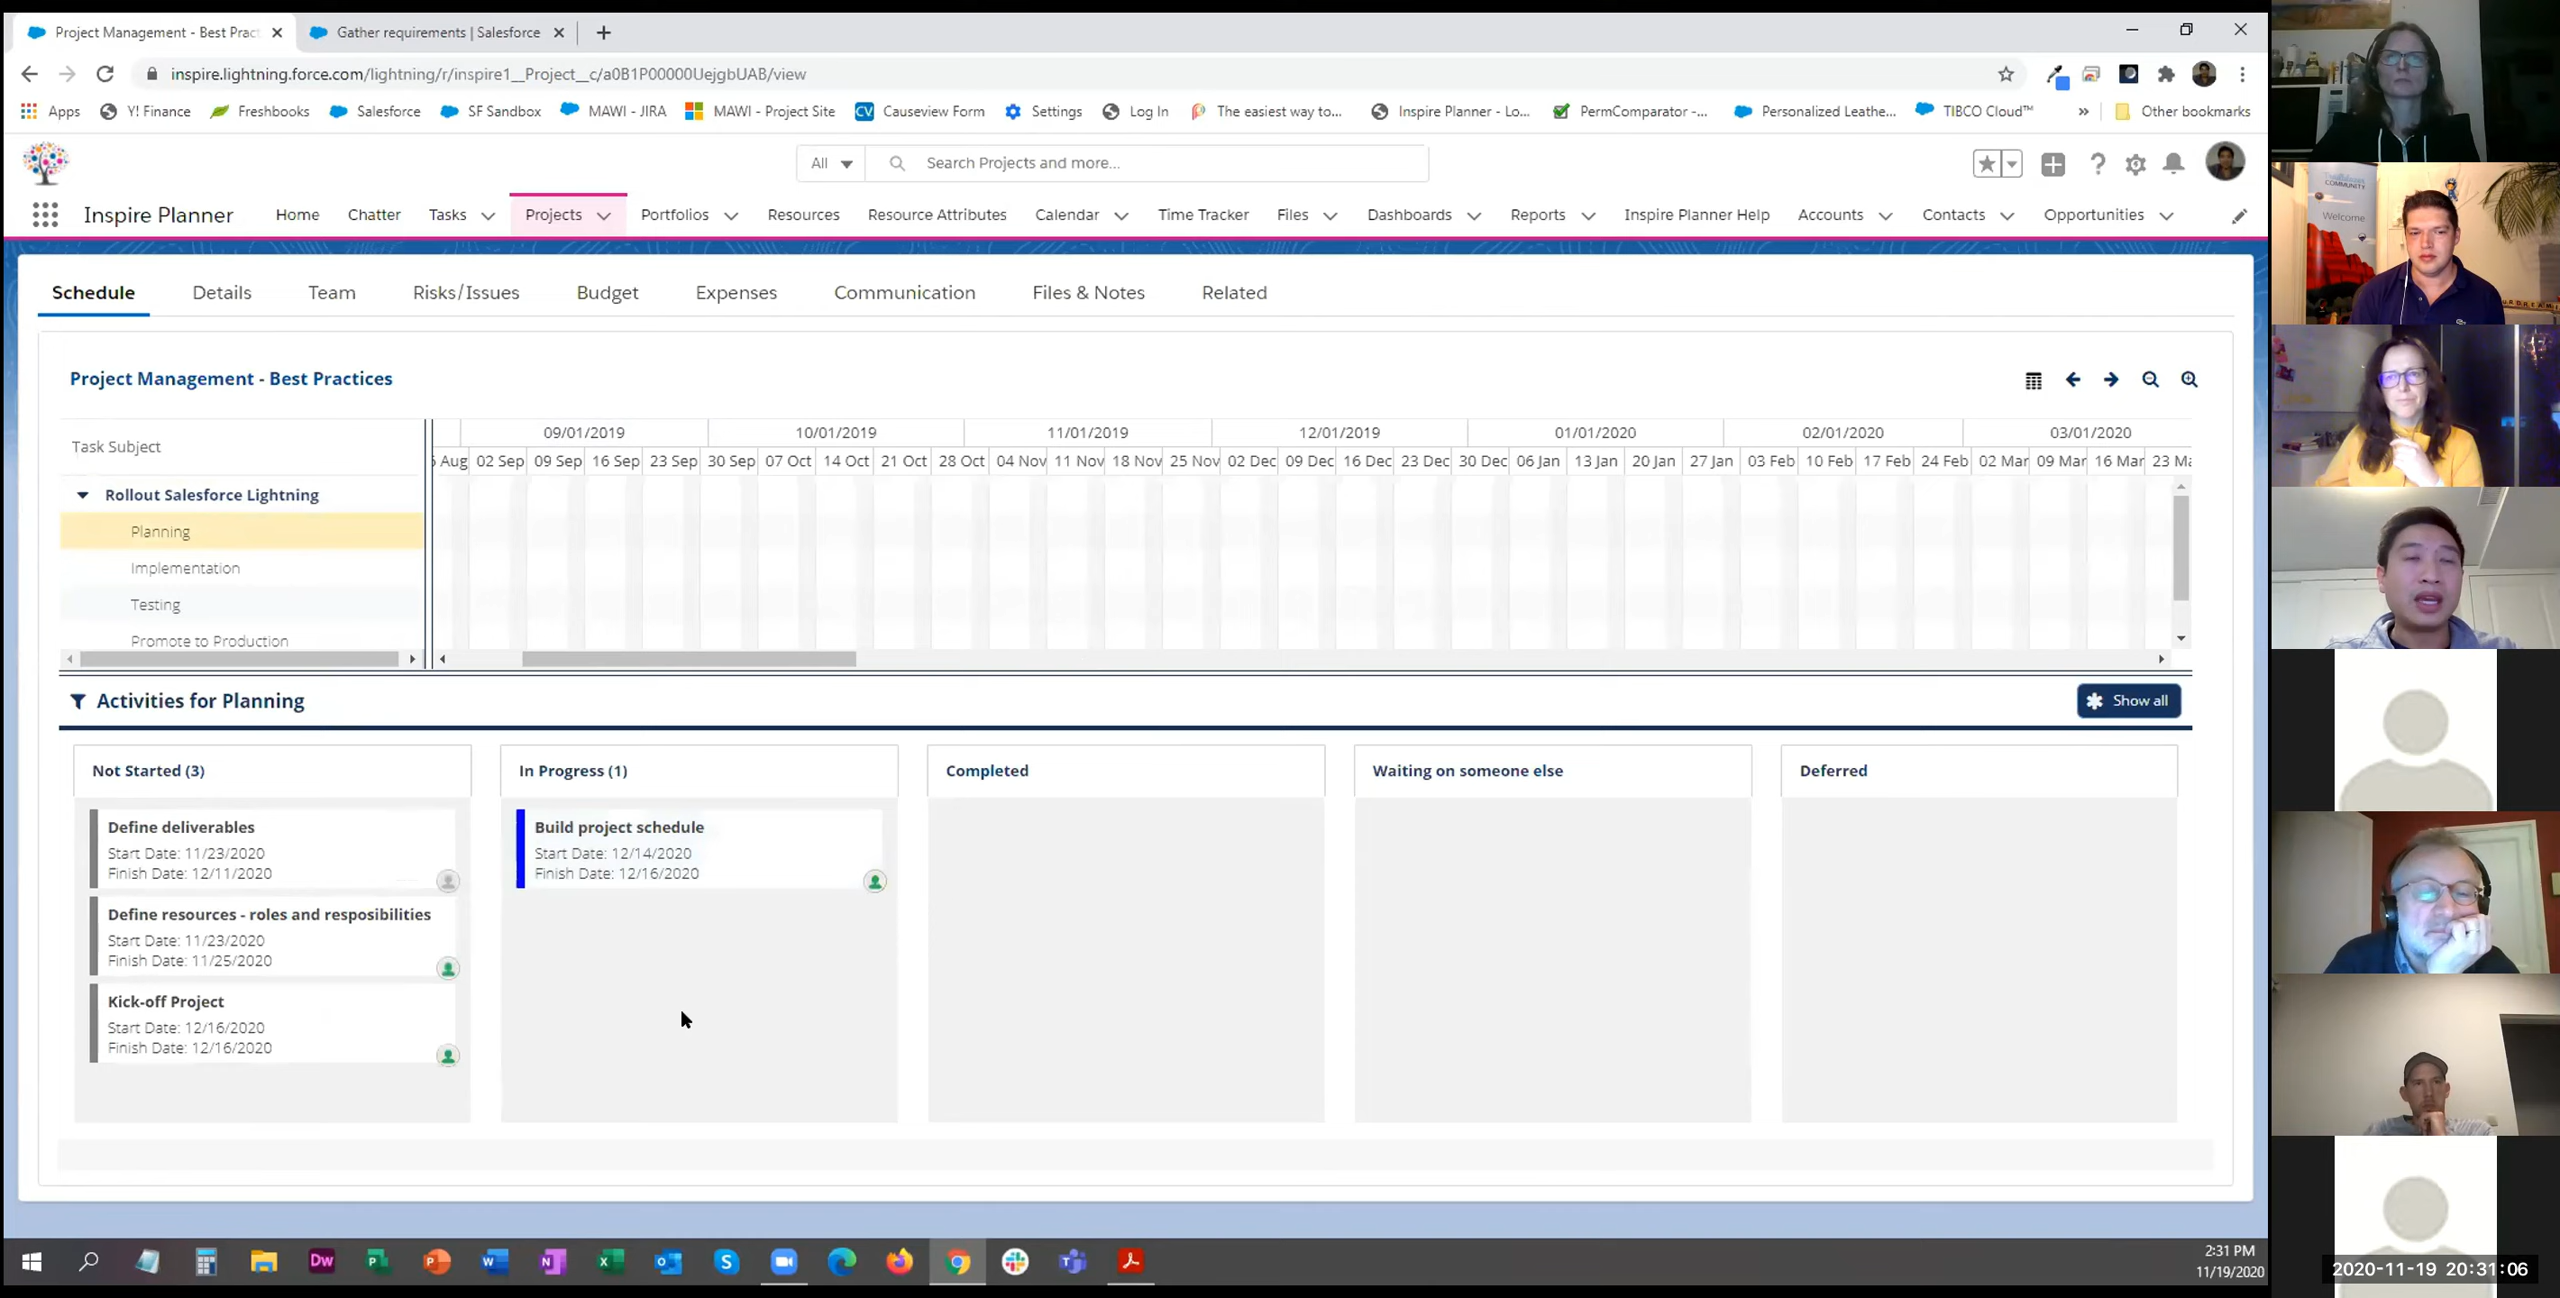 Project Management - Best Pract
Gather requirements | Salesforce
inspire.lightning.force.com/lightning/r/inspire1__Project__c/a0B1P00000UejgbUAB/view
Apps Y! Finance Freshbooks Salesforce SF Sandbox MAWI - JIRA MAWI - Project Site Causeview Form Settings Log In The easiest way to... Inspire Planner - Lo... PermComparator -... Personalized Leathe... TIBCO Cloud™ » Other bookmarks
All Search Projects and more...
Inspire Planner Home Chatter Tasks Projects Portfolios Resources Resource Attributes Calendar Time Tracker Files Dashboards Reports Inspire Planner Help Accounts Contacts Opportunities
Schedule Details Team Risks/Issues Budget Expenses Communication Files & Notes Related
Project Management - Best Practices
Task Subject
09/01/2019 10/01/2019 11/01/2019 12/01/2019 01/01/2020 02/01/2020 03/01/2020
Aug 02 Sep 09 Sep 16 Sep 23 Sep 30 Sep 07 Oct 14 Oct 21 Oct 28 Oct 04 Nov 11 Nov 18 Nov 25 Nov 02 Dec 09 Dec 16 Dec 23 Dec 30 Dec 06 Jan 13 Jan 20 Jan 27 Jan 03 Feb 10 Feb 17 Feb 24 Feb 02 Mar 09 Mar 16 Mar 23 Ma
Rollout Salesforce Lightning
Planning
Implementation
Testing
Promote to Production
Activities for Planning
Show all
Not Started (3)
Define deliverables
Start Date: 11/23/2020
Finish Date: 12/11/2020
Define resources - roles and resposibilities
Start Date: 11/23/2020
Finish Date: 11/25/2020
Kick-off Project
Start Date: 12/16/2020
Finish Date: 12/16/2020
In Progress (1)
Build project schedule
Start Date: 12/14/2020
Finish Date: 12/16/2020
Completed
Waiting on someone else
Deferred
2:31 PM
11/19/2020
COMMUNITY
Welcome
2020-11-19 20:31:06